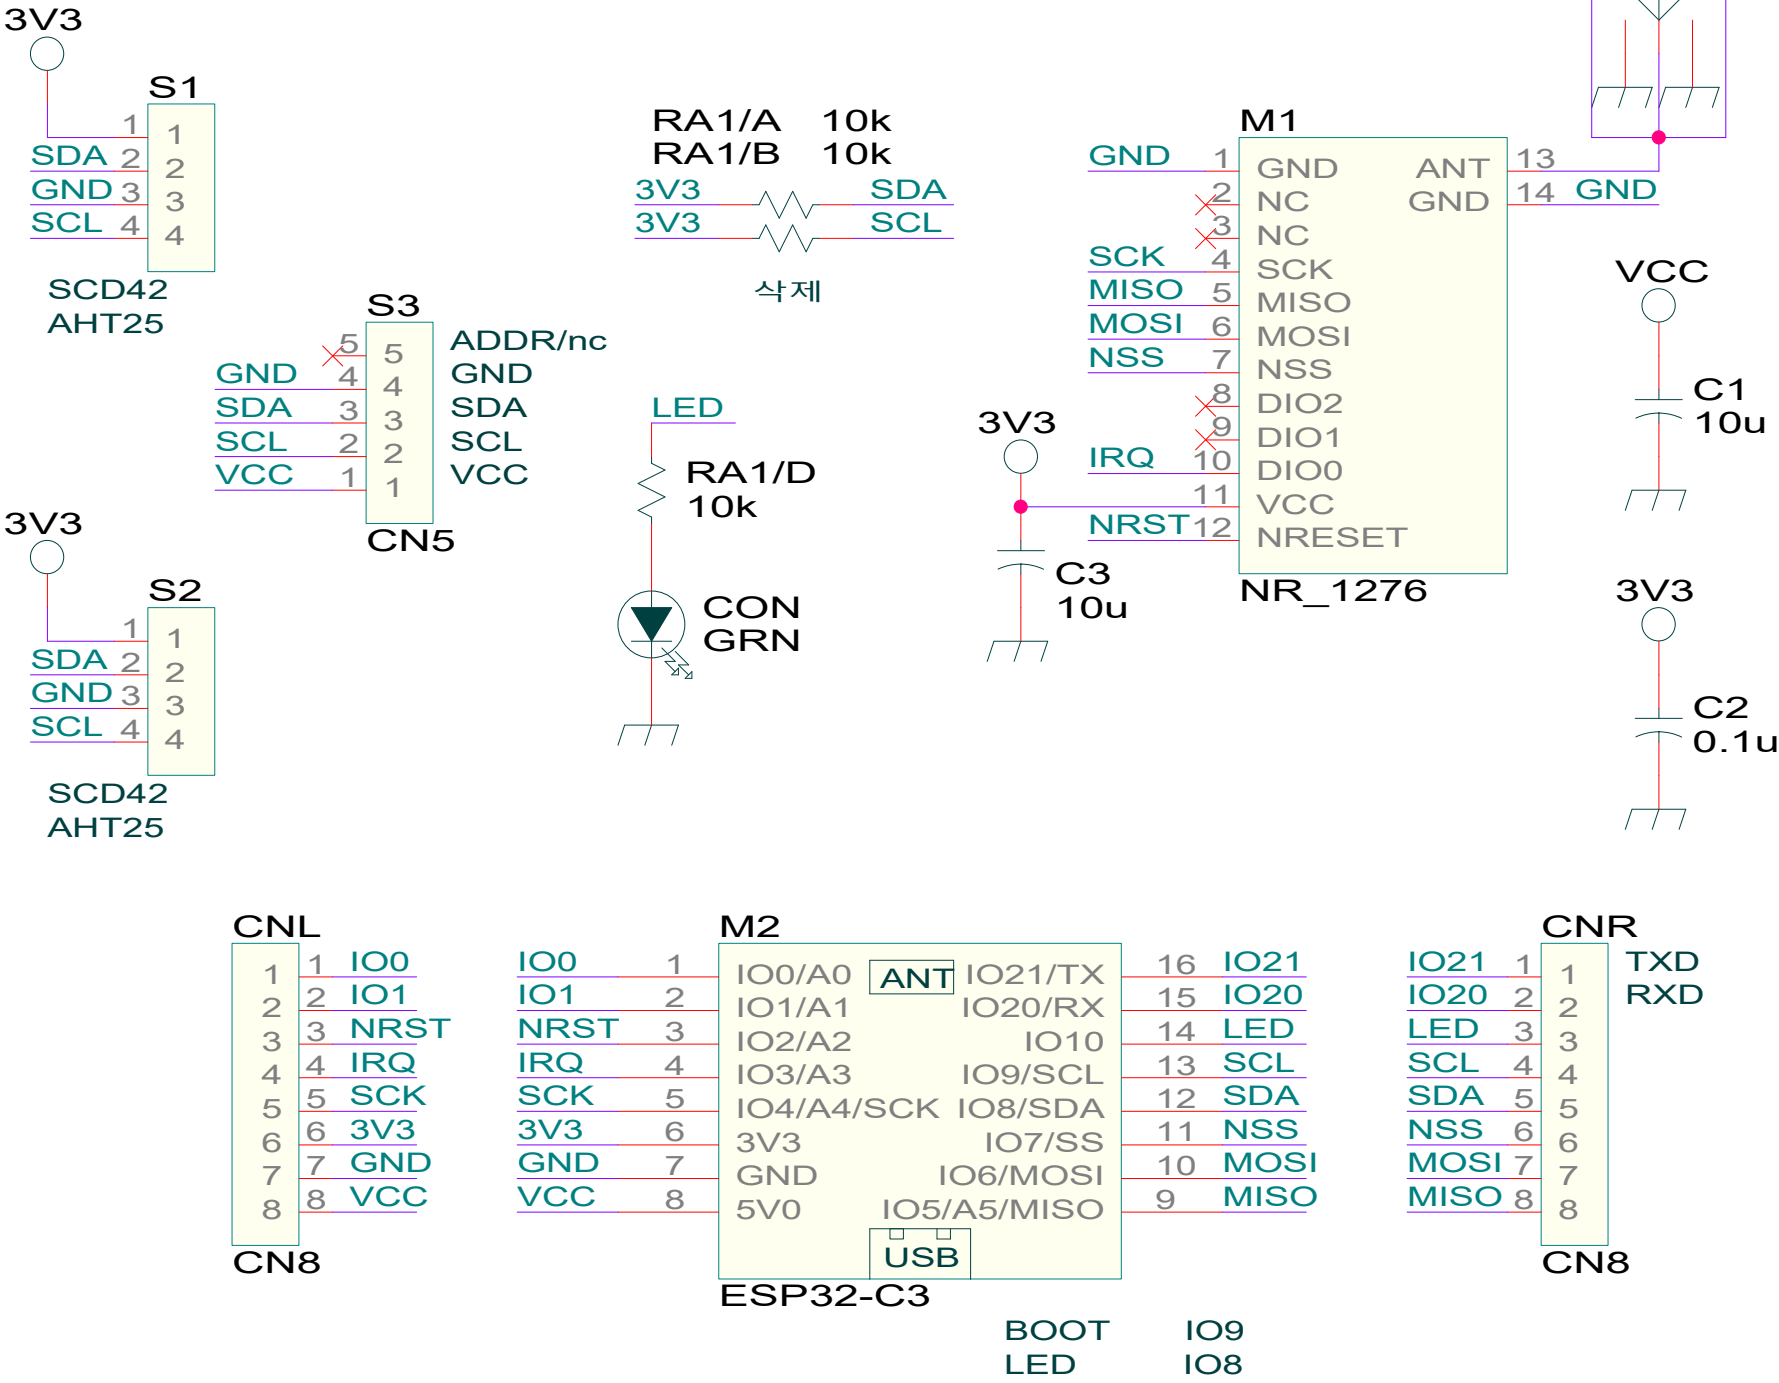 3V3
S1
1 1
SDA 2 2
GND 3 3
SCL 4 4
SCD42
AHT25
S3
5 5 ADDR/nc
GND 4 4 GND
SDA 3 3 SDA
SCL 2 2 SCL
VCC 1 1 VCC
CN5
3V3
S2
1 1
SDA 2 2
GND 3 3
SCL 4 4
SCD42
AHT25
RA1/A 10k
RA1/B 10k
3V3 SDA
3V3 SCL
삭제
LED
RA1/D
10k
CON
GRN
M1
GND 1 GND ANT 13
2 NC GND 14 GND
3 NC
SCK 4 SCK
MISO 5 MISO
MOSI 6 MOSI
NSS 7 NSS
8 DIO2
9 DIO1
IRQ 10 DIO0
11 VCC
NRST 12 NRESET
NR_1276
3V3
C3
10u
VCC
C1
10u
3V3
C2
0.1u
CNL
1 1 IO0
2 2 IO1
3 3 NRST
4 4 IRQ
5 5 SCK
6 6 3V3
7 7 GND
8 8 VCC
CN8
M2
IO0 1 IO0/A0 ANT IO21/TX 16 IO21
IO1 2 IO1/A1 IO20/RX 15 IO20
NRST 3 IO2/A2 IO10 14 LED
IRQ 4 IO3/A3 IO9/SCL 13 SCL
SCK 5 IO4/A4/SCK IO8/SDA 12 SDA
3V3 6 3V3 IO7/SS 11 NSS
GND 7 GND IO6/MOSI 10 MOSI
VCC 8 5V0 IO5/A5/MISO 9 MISO
USB
ESP32-C3
BOOT IO9
LED IO8
CNR
IO21 1 1 TXD
IO20 2 2 RXD
LED 3 3
SCL 4 4
SDA 5 5
NSS 6 6
MOSI 7 7
MISO 8 8
CN8